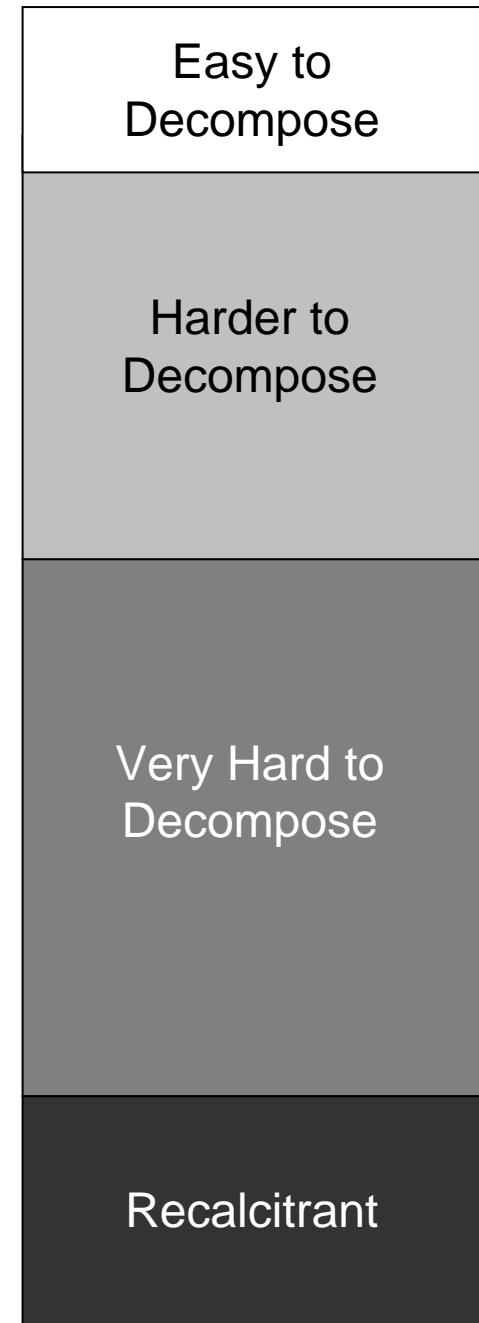 Easy to
Decompose
Harder to
Decompose
Very Hard to
Decompose
Recalcitrant